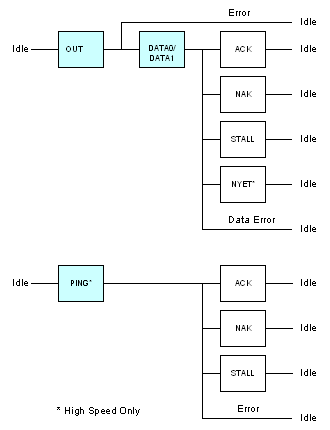 Error
Idle
Idle
OUT
DATA0/
DATA1
ACK
Idle
NAK
Idle
STALL
Idle
NYET*
Idle
Data Error
Idle
Idle
PING*
ACK
Idle
NAK
Idle
STALL
Idle
Error
Idle
* High Speed Only